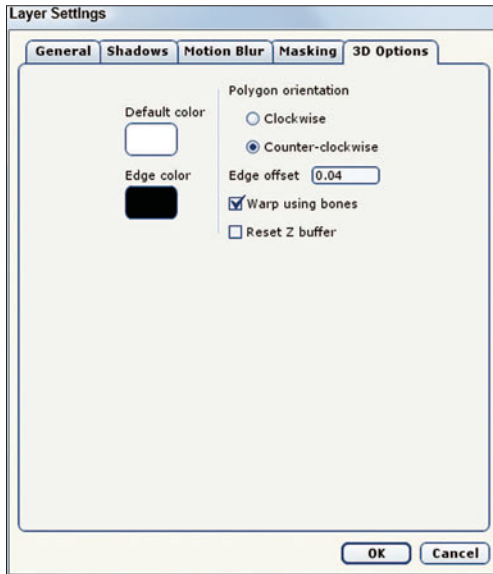 Layer Settings
General Shadows Motion Blur Masking 3D Options
Polygon orientation
Default color
Clockwise
Counter-clockwise
Edge color
Edge offset 0.04
Warp using bones
Reset Z buffer
OK Cancel